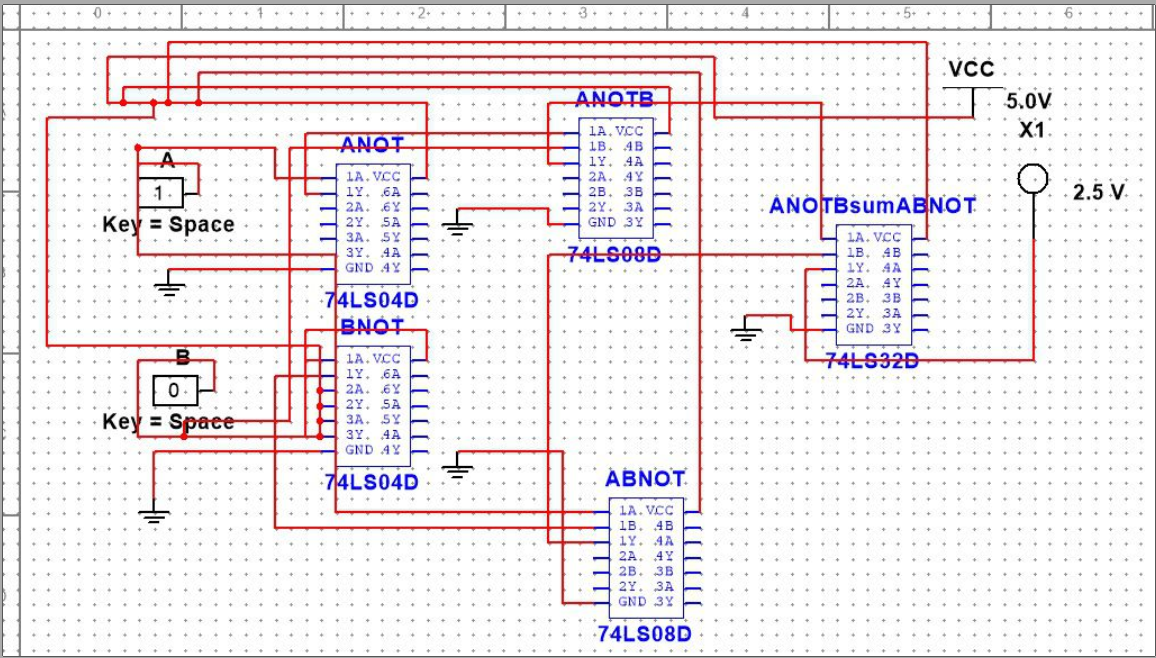 0 1 2 3 4 5 6
VCC
5.0V
X1
2.5 V
A
1
Key = Space
B
0
Key = Space
ANOT
1A. VCC
1Y. .6A
2A. .6Y
2Y. .5A
3A. .5Y
3Y. .4A
GND .4Y
74LS04D
BNOT
1A. VCC
1Y. .6A
2A. .6Y
2Y. .5A
3A. .5Y
3Y. .4A
GND .4Y
74LS04D
ANOTB
1A. VCC
1B. .4B
1Y. .4A
2A. .4Y
2B. .3B
2Y. .3A
GND .3Y
74LS08D
ABNOT
1A. VCC
1B. .4B
1Y. .4A
2A. .4Y
2B. .3B
2Y. .3A
GND .3Y
74LS08D
ANOTBsumABNOT
1A. VCC
1B. .4B
1Y. .4A
2A. .4Y
2B. .3B
2Y. .3A
GND .3Y
74LS32D